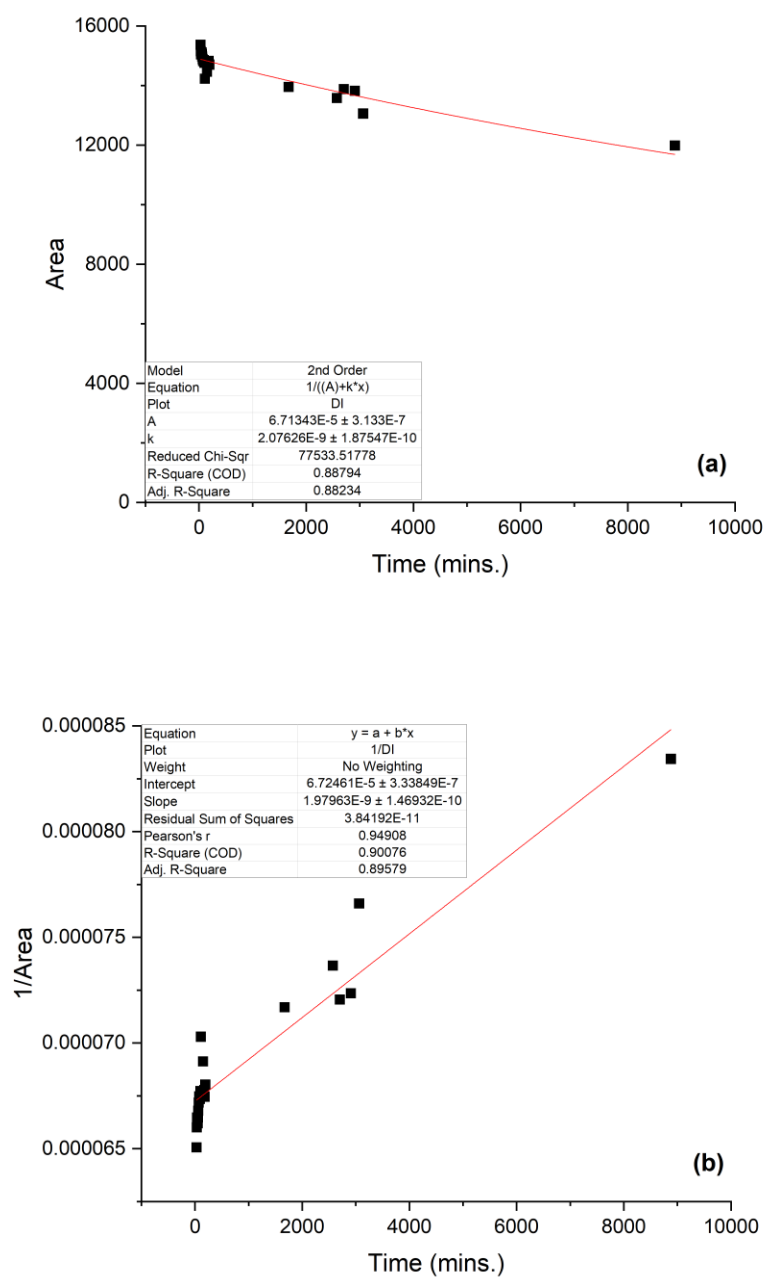 16000
12000
8000
4000
0
Area
Model 2nd Order
Equation 1/((A)+k*x)
Plot DI
A 6.71343E-5 ± 3.133E-7
k 2.07626E-9 ± 1.87547E-10
Reduced Chi-Sqr 77533.51778
R-Square (COD) 0.88794
Adj. R-Square 0.88234
(a)
0 2000 4000 6000 8000 10000
Time (mins.)
0.000085
0.000080
0.000075
0.000070
0.000065
1/Area
Equation y = a + b*x
Plot 1/DI
Weight No Weighting
Intercept 6.72461E-5 ± 3.33849E-7
Slope 1.97963E-9 ± 1.46932E-10
Residual Sum of Squares 3.84192E-11
Pearson's r 0.94908
R-Square (COD) 0.90076
Adj. R-Square 0.89579
(b)
0 2000 4000 6000 8000 10000
Time (mins.)